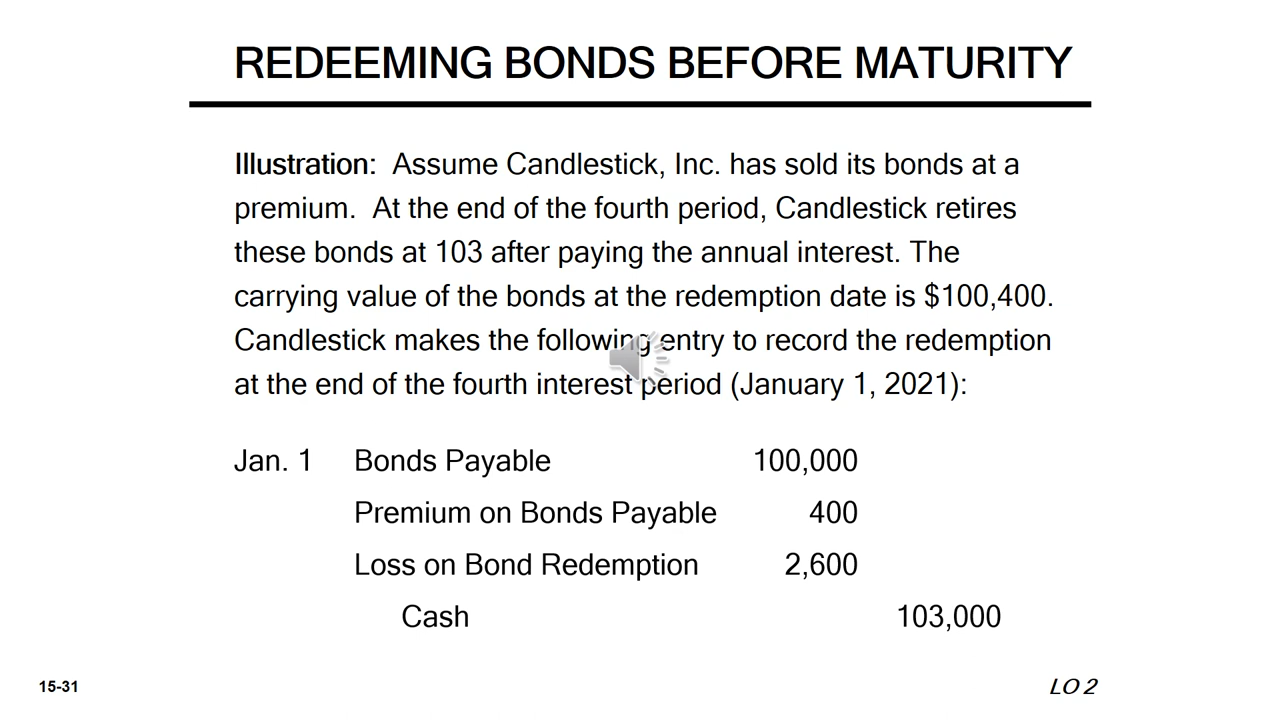 REDEEMING BONDS BEFORE MATURITY
Illustration: Assume Candlestick, Inc. has sold its bonds at a
premium. At the end of the fourth period, Candlestick retires
these bonds at 103 after paying the annual interest. The
carrying value of the bonds at the redemption date is $100,400.
Candlestick makes the following entry to record the redemption
at the end of the fourth interest period (January 1, 2021):
Jan. 1 Bonds Payable 100,000
Premium on Bonds Payable 400
Loss on Bond Redemption 2,600
Cash 103,000
15-31 LO 2